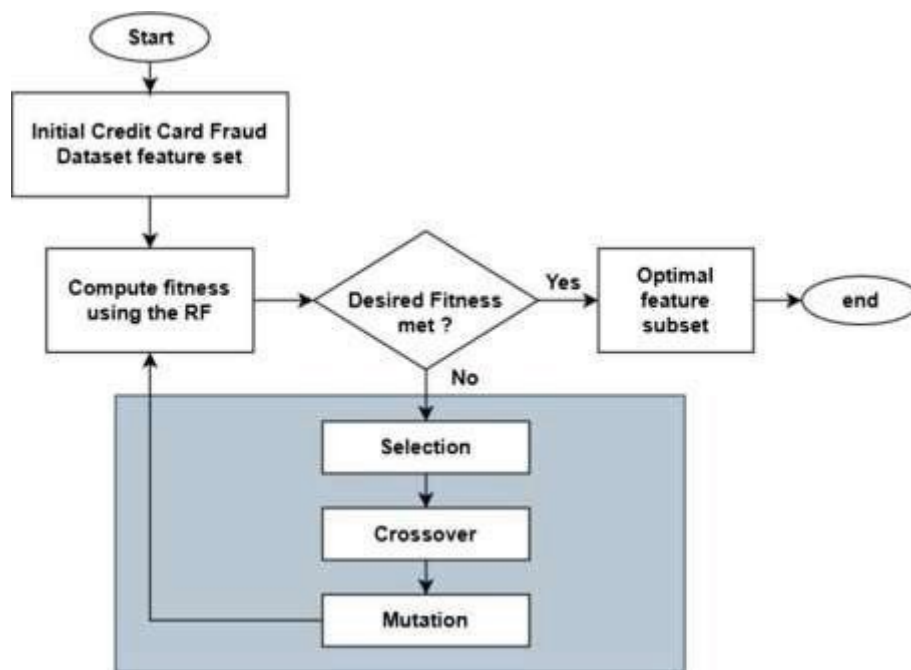 Start
Initial Credit Card Fraud
Dataset feature set
Compute fitness
using the RF
Desired Fitness
met ?
Yes
Optimal
feature
subset
end
No
Selection
Crossover
Mutation